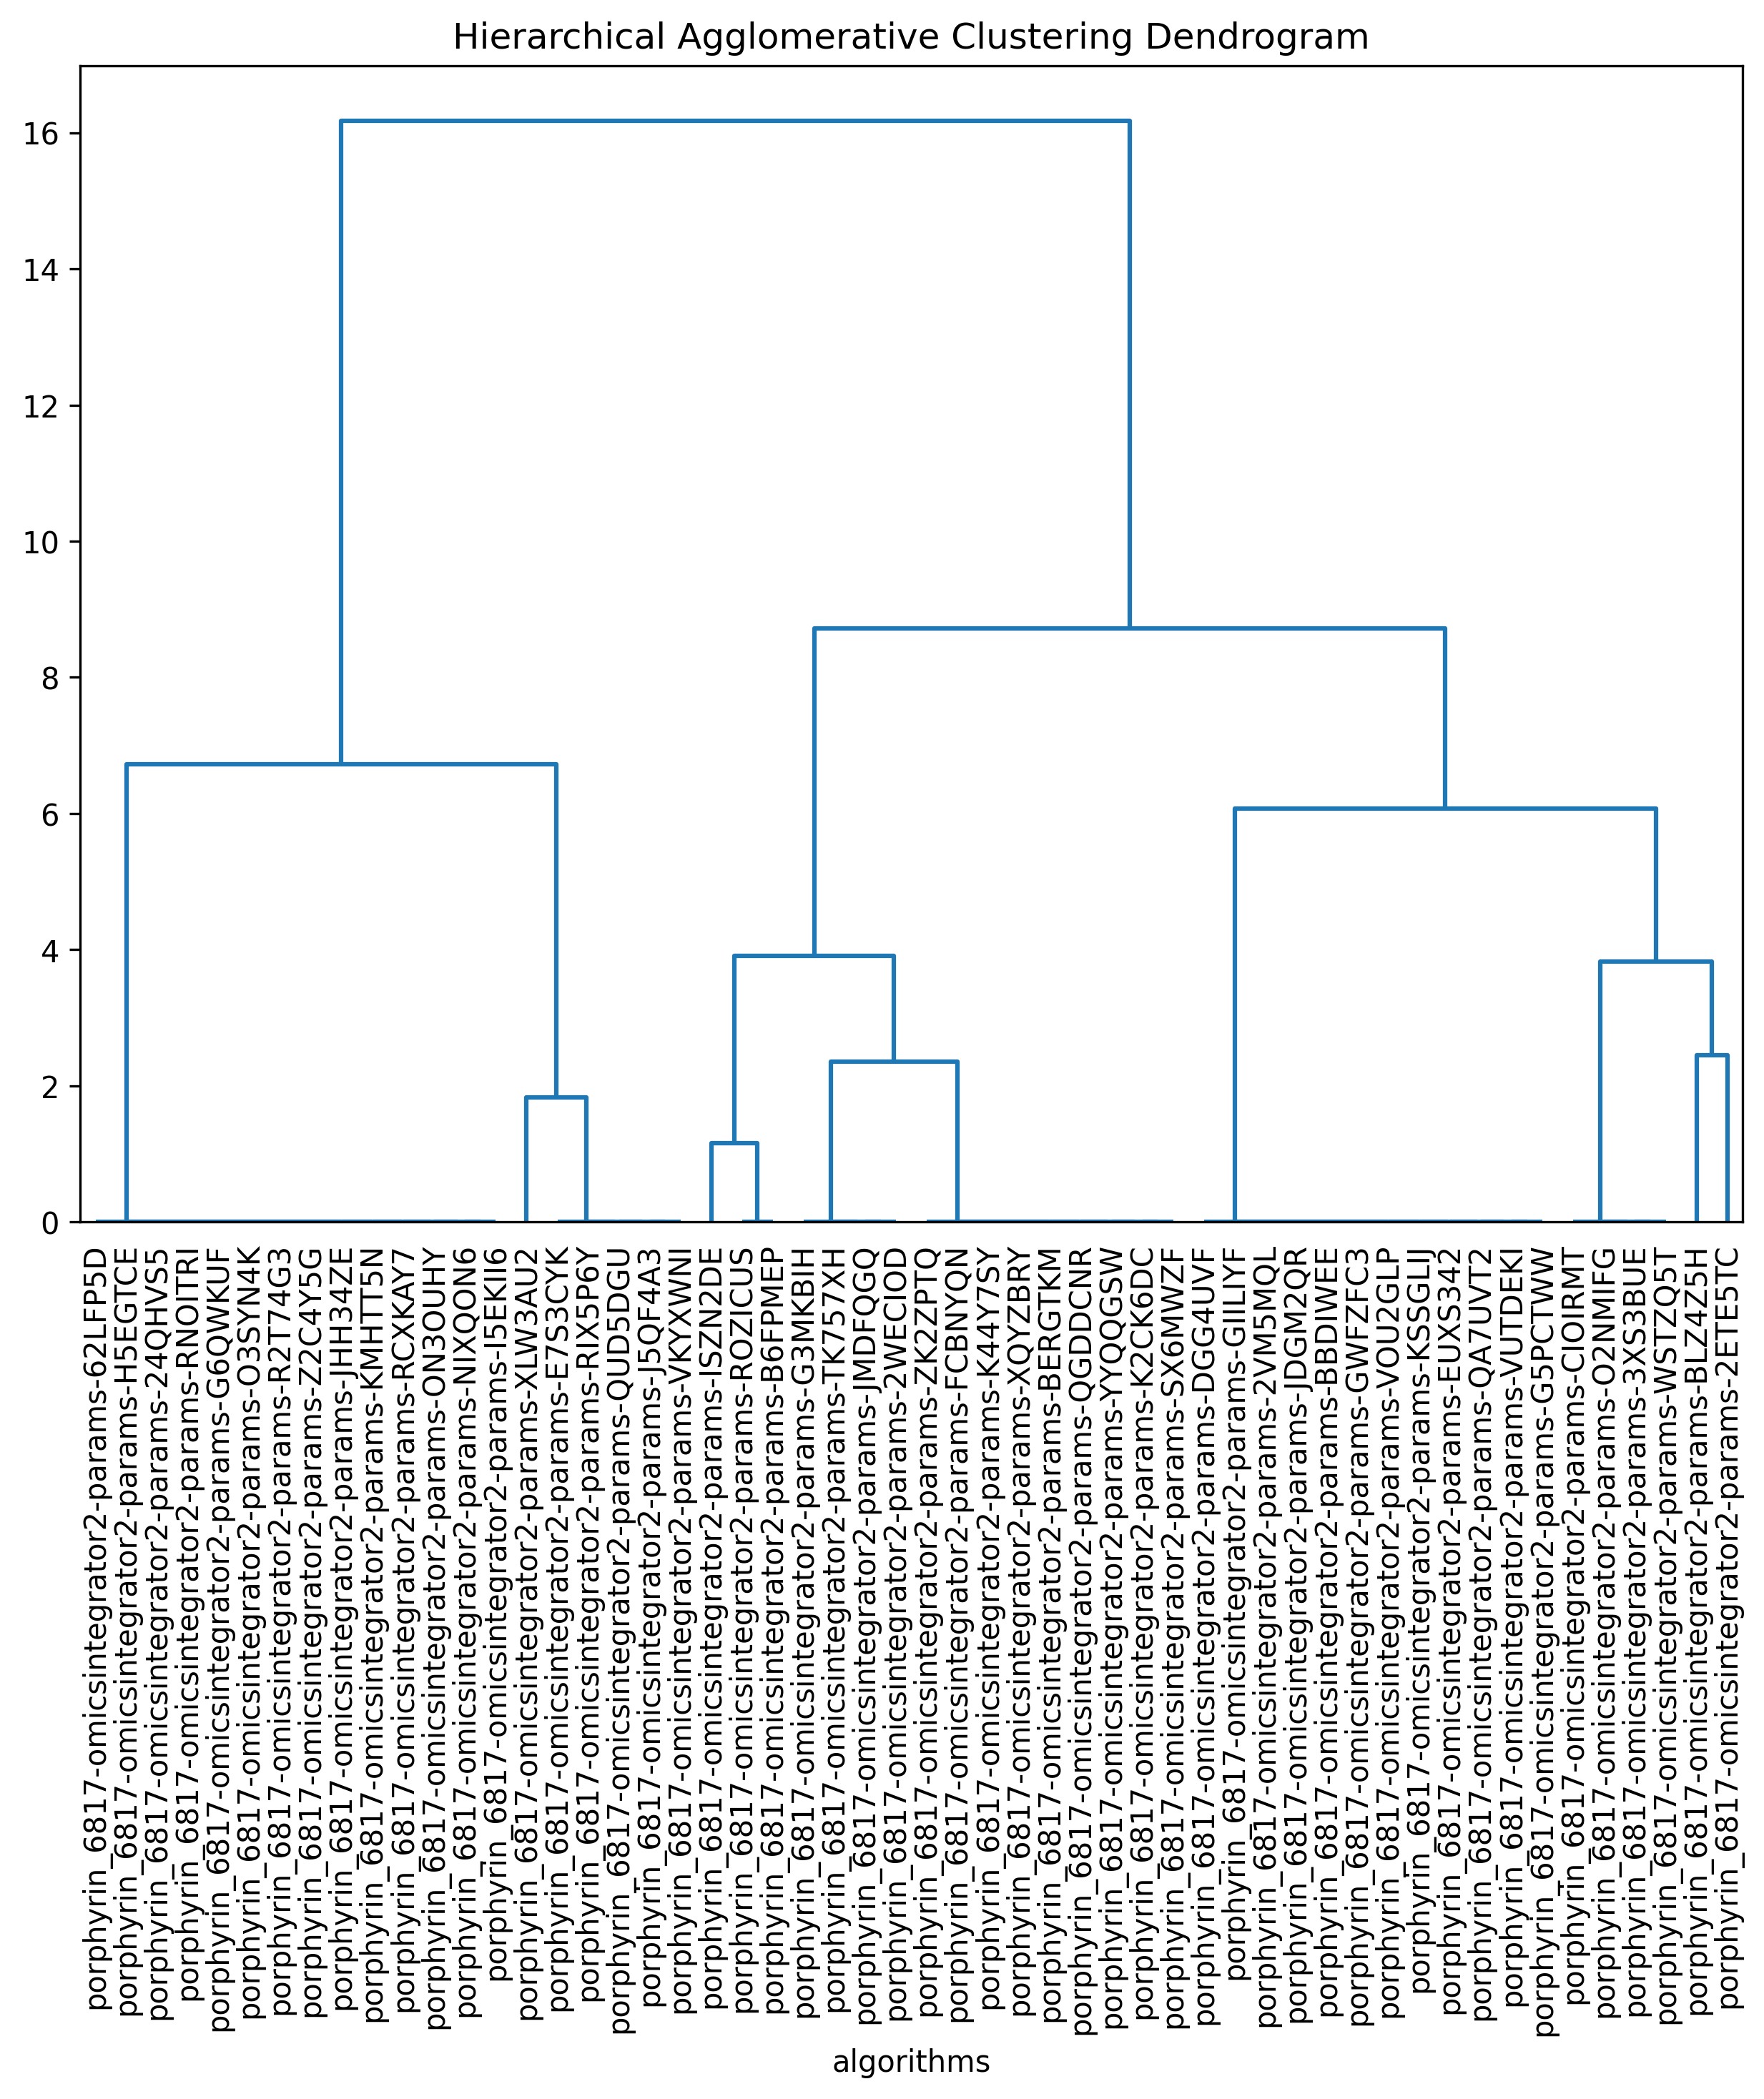 Hierarchical Agglomerative Clustering Dendrogram
16
14
12
10
8
6
4
2
0
porphyrin_6817-omicsintegrator2-params-62LFP5D
porphyrin_6817-omicsintegrator2-params-H5EGTCE
porphyrin_6817-omicsintegrator2-params-24QHVS5
porphyrin_6817-omicsintegrator2-params-RNOITRI
porphyrin_6817-omicsintegrator2-params-G6QWKUF
porphyrin_6817-omicsintegrator2-params-O3SYN4K
porphyrin_6817-omicsintegrator2-params-R2T74G3
porphyrin_6817-omicsintegrator2-params-Z2C4Y5G
porphyrin_6817-omicsintegrator2-params-JHH34ZE
porphyrin_6817-omicsintegrator2-params-KMHTT5N
porphyrin_6817-omicsintegrator2-params-RCXKAY7
porphyrin_6817-omicsintegrator2-params-ON3OUHY
porphyrin_6817-omicsintegrator2-params-NIXQON6
porphyrin_6817-omicsintegrator2-params-I5EKII6
porphyrin_6817-omicsintegrator2-params-XLW3AU2
porphyrin_6817-omicsintegrator2-params-E7S3CYK
porphyrin_6817-omicsintegrator2-params-RIX5P6Y
porphyrin_6817-omicsintegrator2-params-QUD5DGU
porphyrin_6817-omicsintegrator2-params-J5QF4A3
porphyrin_6817-omicsintegrator2-params-VKYXWNI
porphyrin_6817-omicsintegrator2-params-ISZN2DE
porphyrin_6817-omicsintegrator2-params-ROZICUS
porphyrin_6817-omicsintegrator2-params-B6FPMEP
porphyrin_6817-omicsintegrator2-params-G3MKBIH
porphyrin_6817-omicsintegrator2-params-TK757XH
porphyrin_6817-omicsintegrator2-params-JMDFQGQ
porphyrin_6817-omicsintegrator2-params-2WECIOD
porphyrin_6817-omicsintegrator2-params-ZK2ZPTQ
porphyrin_6817-omicsintegrator2-params-FCBNYQN
porphyrin_6817-omicsintegrator2-params-K44Y7SY
porphyrin_6817-omicsintegrator2-params-XQYZBRY
porphyrin_6817-omicsintegrator2-params-BERGTKM
porphyrin_6817-omicsintegrator2-params-QGDDCNR
porphyrin_6817-omicsintegrator2-params-YYQQGSW
porphyrin_6817-omicsintegrator2-params-K2CK6DC
porphyrin_6817-omicsintegrator2-params-SX6MWZF
porphyrin_6817-omicsintegrator2-params-DGG4UVF
porphyrin_6817-omicsintegrator2-params-GIILIYF
porphyrin_6817-omicsintegrator2-params-2VM5MQL
porphyrin_6817-omicsintegrator2-params-JDGM2QR
porphyrin_6817-omicsintegrator2-params-BBDIWEE
porphyrin_6817-omicsintegrator2-params-GWFZFC3
porphyrin_6817-omicsintegrator2-params-VOU2GLP
porphyrin_6817-omicsintegrator2-params-KSSGLIJ
porphyrin_6817-omicsintegrator2-params-EUXS342
porphyrin_6817-omicsintegrator2-params-QA7UVT2
porphyrin_6817-omicsintegrator2-params-VUTDEKI
porphyrin_6817-omicsintegrator2-params-G5PCTWW
porphyrin_6817-omicsintegrator2-params-CIOIRMT
porphyrin_6817-omicsintegrator2-params-O2NMIFG
porphyrin_6817-omicsintegrator2-params-3XS3BUE
porphyrin_6817-omicsintegrator2-params-WSTZQ5T
porphyrin_6817-omicsintegrator2-params-BLZ4Z5H
porphyrin_6817-omicsintegrator2-params-2ETE5TC
algorithms